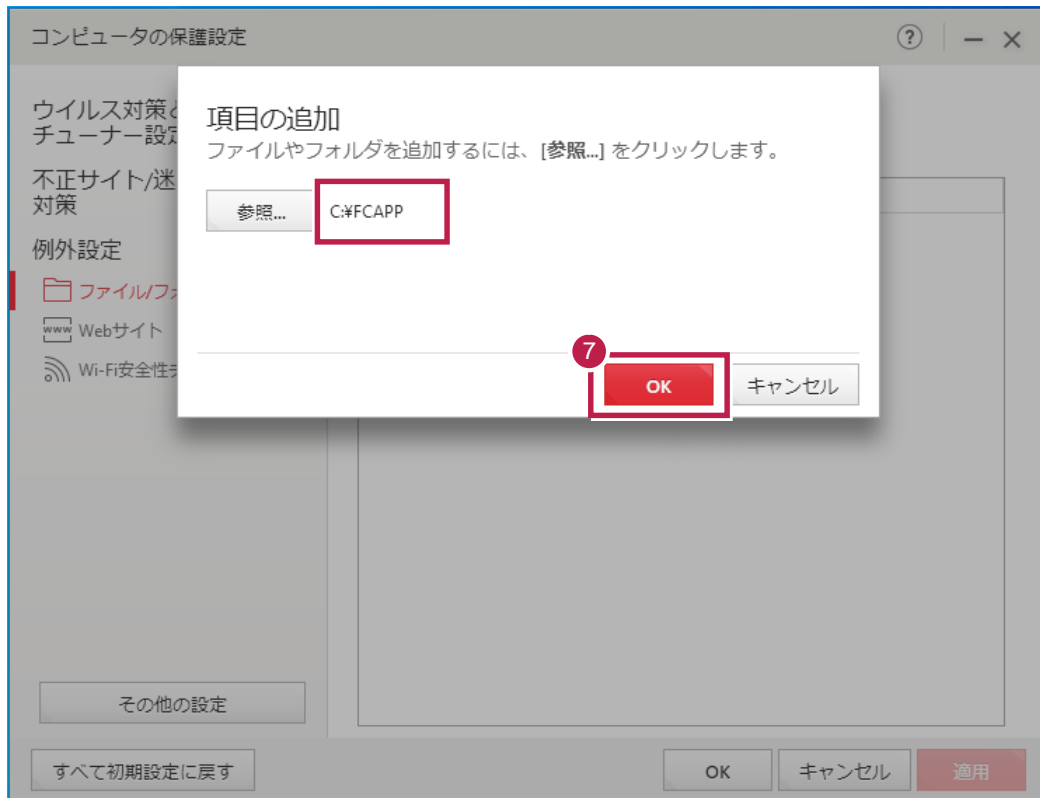 コンピュータの保護設定
?
ウイルス対策と
チューナー設定
不正サイト/迷
対策
例外設定
ファイル/フォ
www Webサイト
Wi-Fi安全性チ
項目の追加
ファイルやフォルダを追加するには、[参照...] をクリックします。
参照... C:¥FCAPP
7
OK キャンセル
その他の設定
すべて初期設定に戻す
OK キャンセル 適用